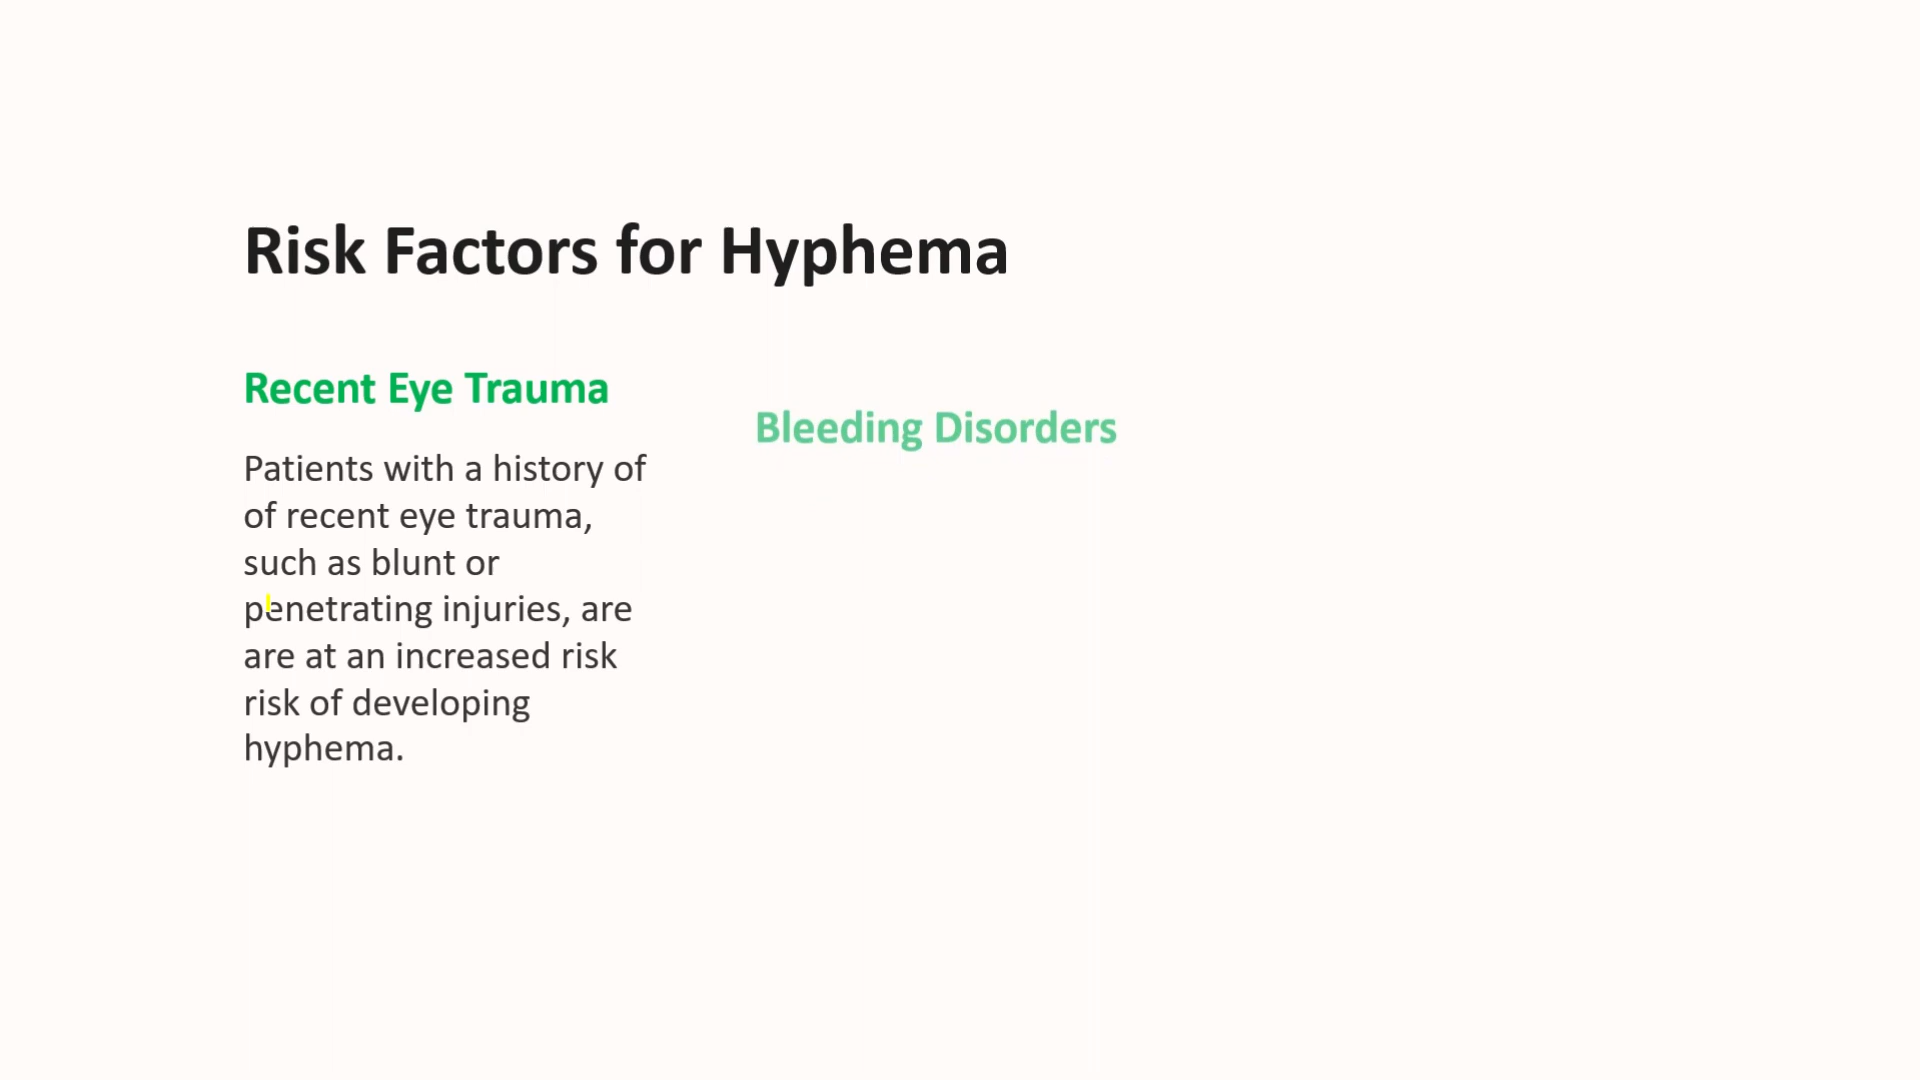 Risk Factors for Hyphema
Recent Eye Trauma
Patients with a history of
of recent eye trauma,
such as blunt or
penetrating injuries, are
are at an increased risk
risk of developing
hyphema.
Bleeding Disorders